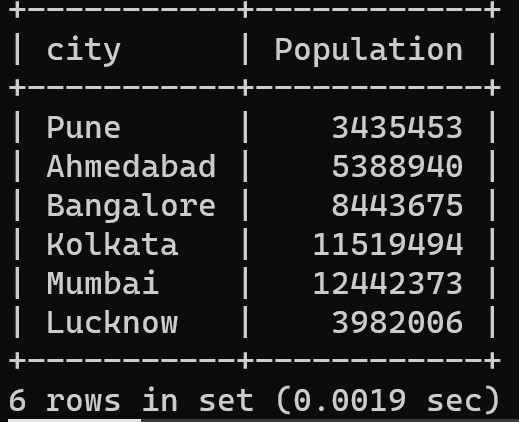 +-----------+------------+
| city      | Population |
+-----------+------------+
| Pune      |    3435453 |
| Ahmedabad |    5388940 |
| Bangalore |    8443675 |
| Kolkata   |   11519494 |
| Mumbai    |   12442373 |
| Lucknow   |    3982006 |
+-----------+------------+
6 rows in set (0.0019 sec)